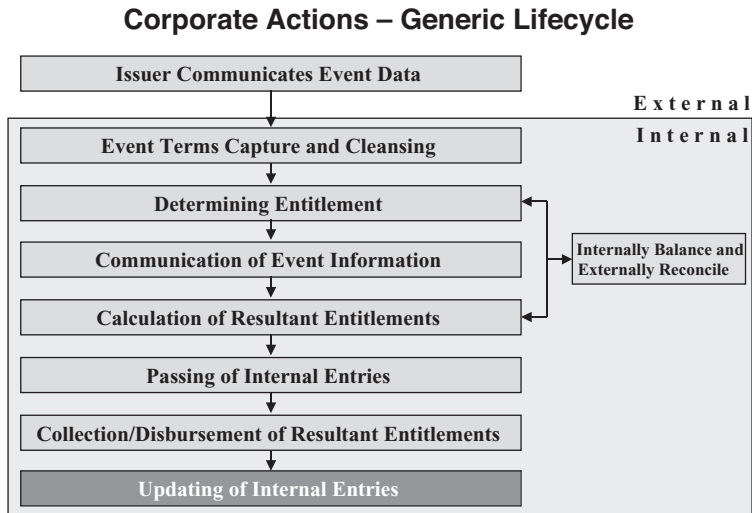 Corporate Actions – Generic Lifecycle
Issuer Communicates Event Data
External
Internal
Event Terms Capture and Cleansing
Determining Entitlement
Communication of Event Information
Internally Balance and
Externally Reconcile
Calculation of Resultant Entitlements
Passing of Internal Entries
Collection/Disbursement of Resultant Entitlements
Updating of Internal Entries